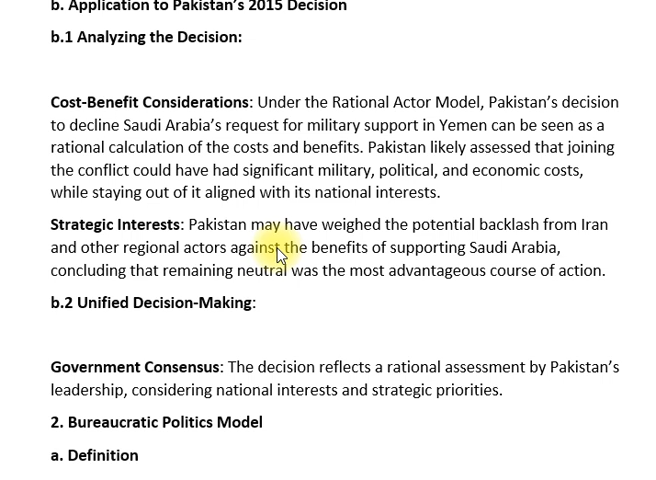 b. Application to Pakistan's 2015 Decision
b.1 Analyzing the Decision:
Cost-Benefit Considerations: Under the Rational Actor Model, Pakistan's decision
to decline Saudi Arabia's request for military support in Yemen can be seen as a
rational calculation of the costs and benefits. Pakistan likely assessed that joining
the conflict could have had significant military, political, and economic costs,
while staying out of it aligned with its national interests.
Strategic Interests: Pakistan may have weighed the potential backlash from Iran
and other regional actors against the benefits of supporting Saudi Arabia,
concluding that remaining neutral was the most advantageous course of action.
b.2 Unified Decision-Making:
Government Consensus: The decision reflects a rational assessment by Pakistan's
leadership, considering national interests and strategic priorities.
2. Bureaucratic Politics Model
a. Definition